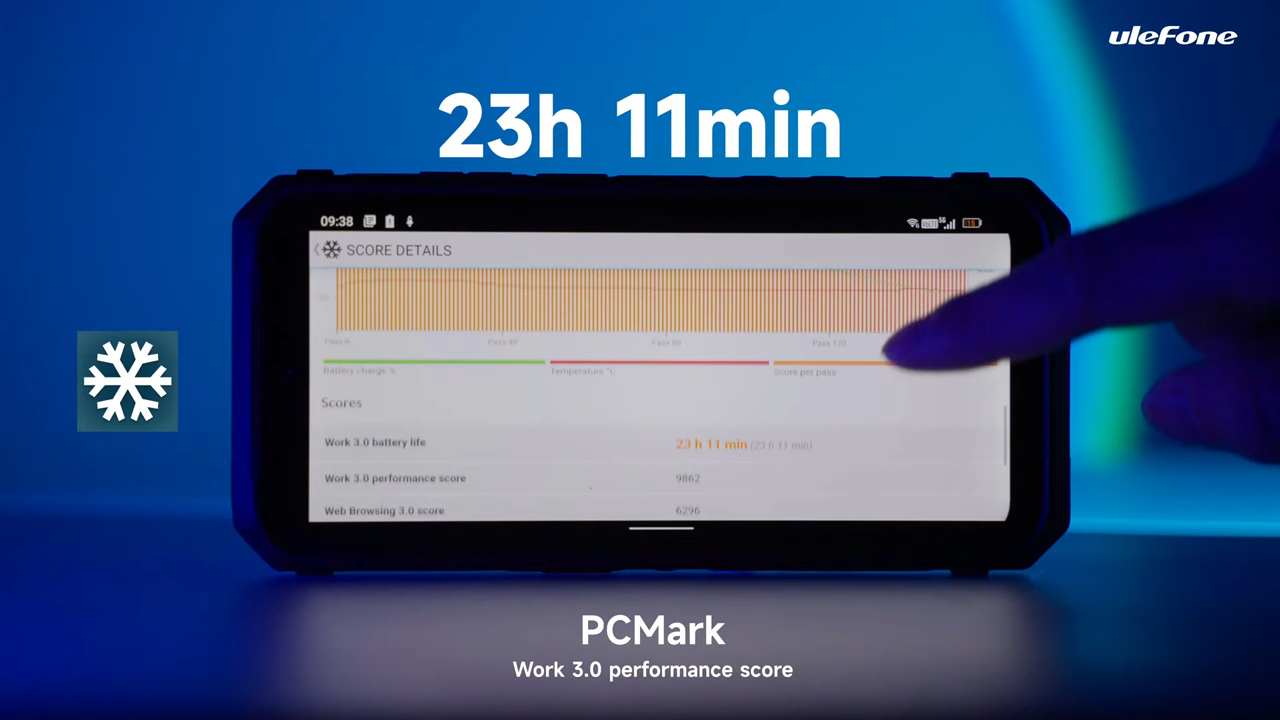 ulefone
23h 11min
09:38
5G
15
SCORE DETAILS
Pass 0
Pass 40
Pass 80
Pass 120
Battery charge %
Temperature °C
Score per pass
Scores
Work 3.0 battery life
23 h 11 min (23 h 11 min)
Work 3.0 performance score
9862
Web Browsing 3.0 score
6296
PCMark
Work 3.0 performance score